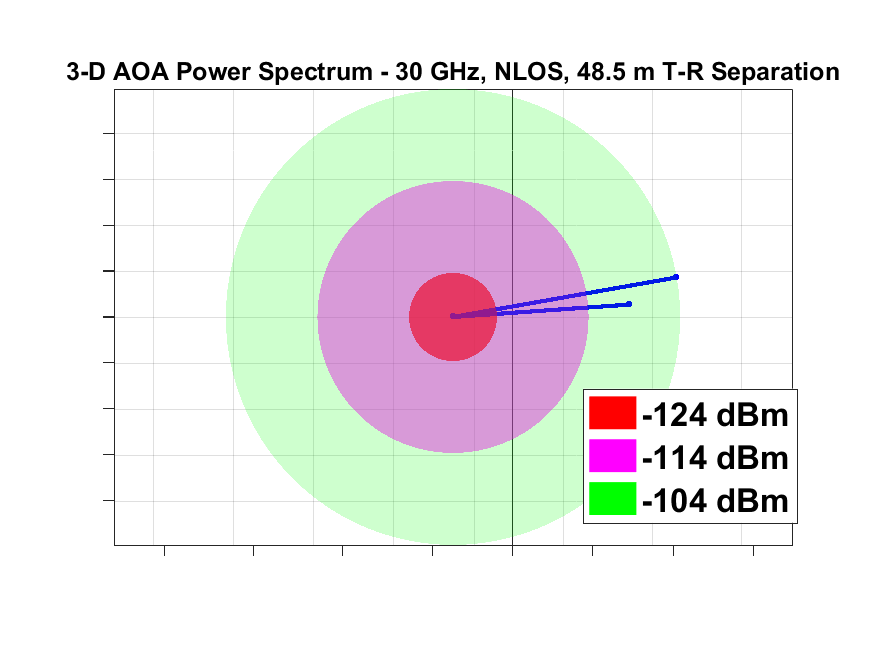 3-D AOA Power Spectrum - 30 GHz, NLOS, 48.5 m T-R Separation
-124 dBm
-114 dBm
-104 dBm